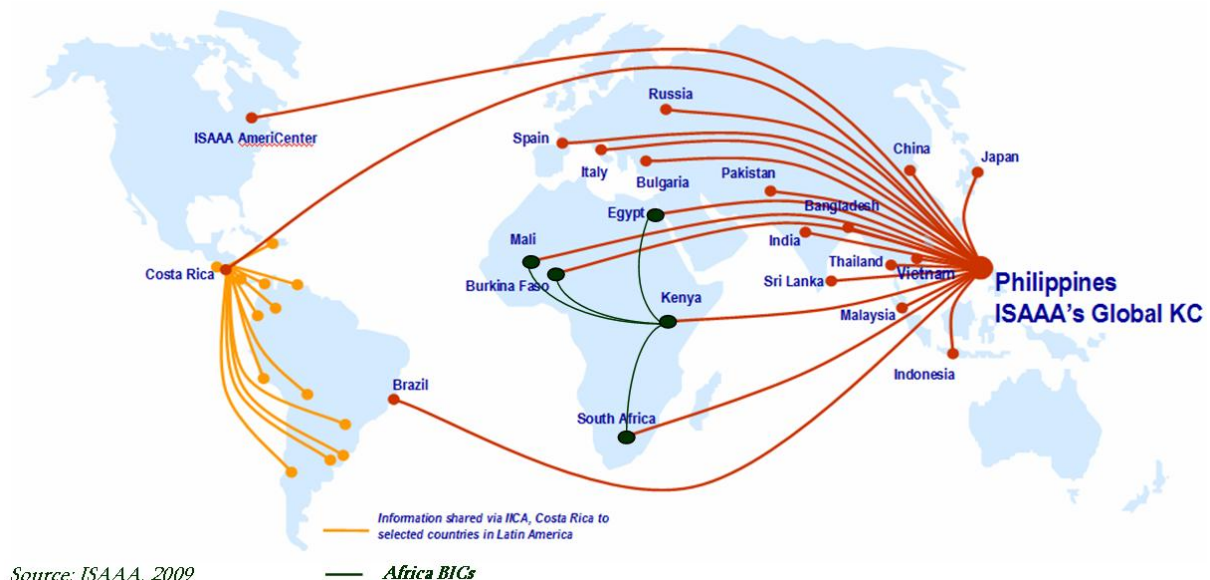 Russia
ISAAA AmeriCenter
Spain
China
Japan
Italy
Bulgaria
Pakistan
Bangladesh
Egypt
Mali
India
Costa Rica
Thailand
Vietnam
Burkina Faso
Sri Lanka
Philippines
ISAAA's Global KC
Kenya
Malaysia
Indonesia
Brazil
South Africa
Information shared via IICA, Costa Rica to
selected countries in Latin America
Source: ISAAA, 2009
Africa BICs